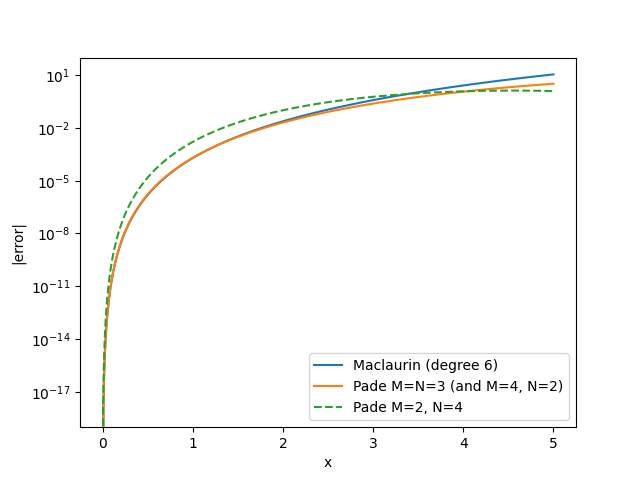 10^1
10^-2
10^-5
10^-8
10^-11
10^-14
10^-17
|error|
Maclaurin (degree 6)
Pade M=N=3 (and M=4, N=2)
Pade M=2, N=4
0 1 2 3 4 5
x